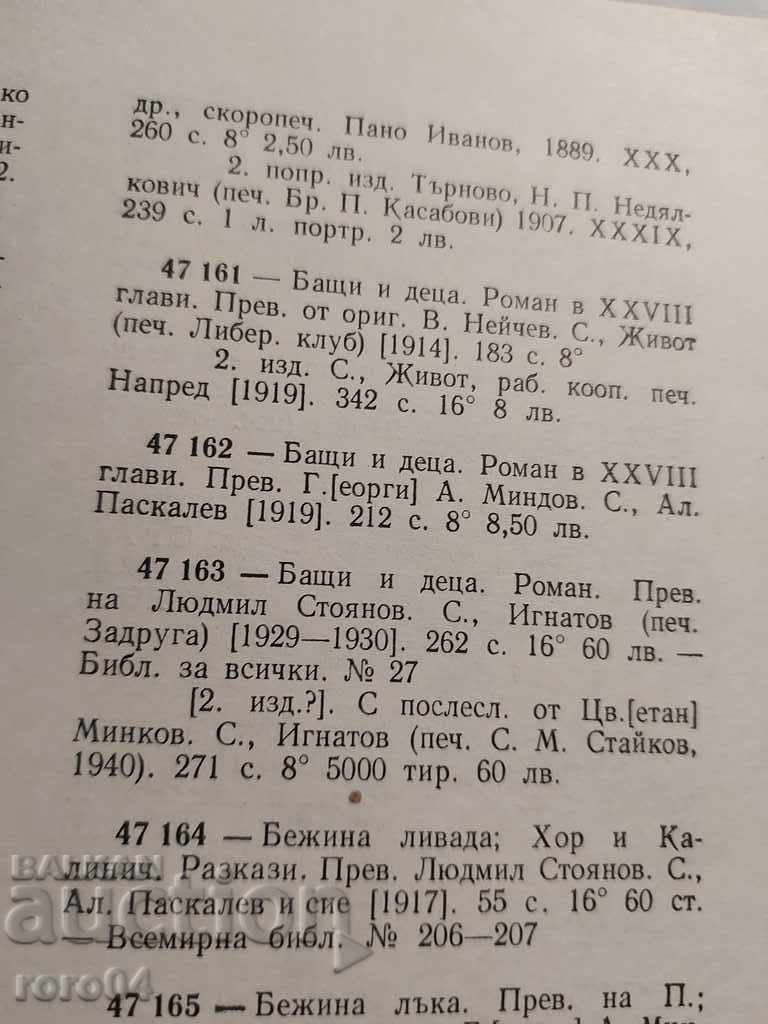 ко
н-
и-
2.
др., скоропеч. Пано Иванов, 1889. XXX,
260 с. 8° 2,50 лв.
2. попр. изд. Търново, Н. П. Недял-
кович (печ. Бр. П. Касабови) 1907. XXXIX,
239 с. 1 л. портр. 2 лв.
47 161 — Бащи и деца. Роман в XXVIII
глави. Прев. от ориг. В. Нейчев. С., Живот
(печ. Либер. клуб) [1914]. 183 с. 8°
2. изд. С., Живот, раб. кооп. печ.
Напред [1919]. 342 с. 16° 8 лв.
47 162 — Бащи и деца. Роман в XXVIII
глави. Прев. Г.[еорги] А. Миндов. С., Ал.
Паскалев [1919]. 212 с. 8° 8,50 лв.
47 163 — Бащи и деца. Роман. Прев.
на Людмил Стоянов. С., Игнатов (печ.
Задруга) [1929—1930]. 262 с. 16° 60 лв. —
Библ. за всички. № 27
[2. изд.?]. С послесл. от Цв.[етан]
Минков. С., Игнатов (печ. С. М. Стайков,
1940). 271 с. 8° 5000 тир. 60 лв.
47 164 — Бежина ливада; Хор и Ка-
линич. Разкази. Прев. Людмил Стоянов. С.,
Ал. Паскалев и сие [1917]. 55 с. 16° 60 ст.
— Всемирна библ. № 206—207
47 165 — Бежина лъка. Прев. на П.;
BALKAN
auction
roro04